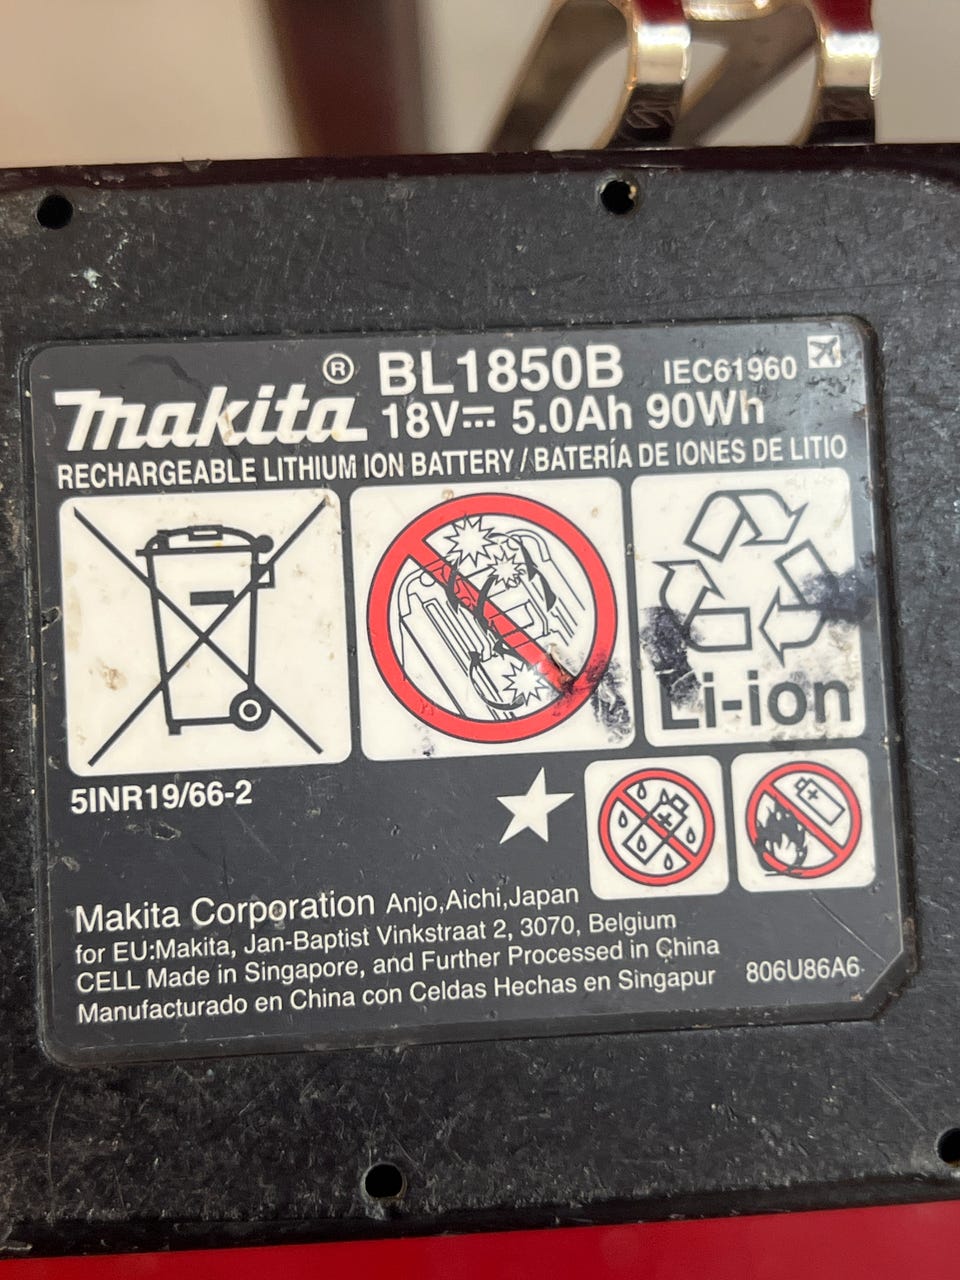 makita® BL1850B IEC61960
18V⎓ 5.0Ah 90Wh
RECHARGEABLE LITHIUM ION BATTERY / BATERÍA DE IONES DE LITIO
Li-ion
5INR19/66-2
Makita Corporation Anjo,Aichi,Japan
for EU:Makita, Jan-Baptist Vinkstraat 2, 3070, Belgium
CELL Made in Singapore, and Further Processed in China
Manufacturado en China con Celdas Hechas en Singapur 806U86A6